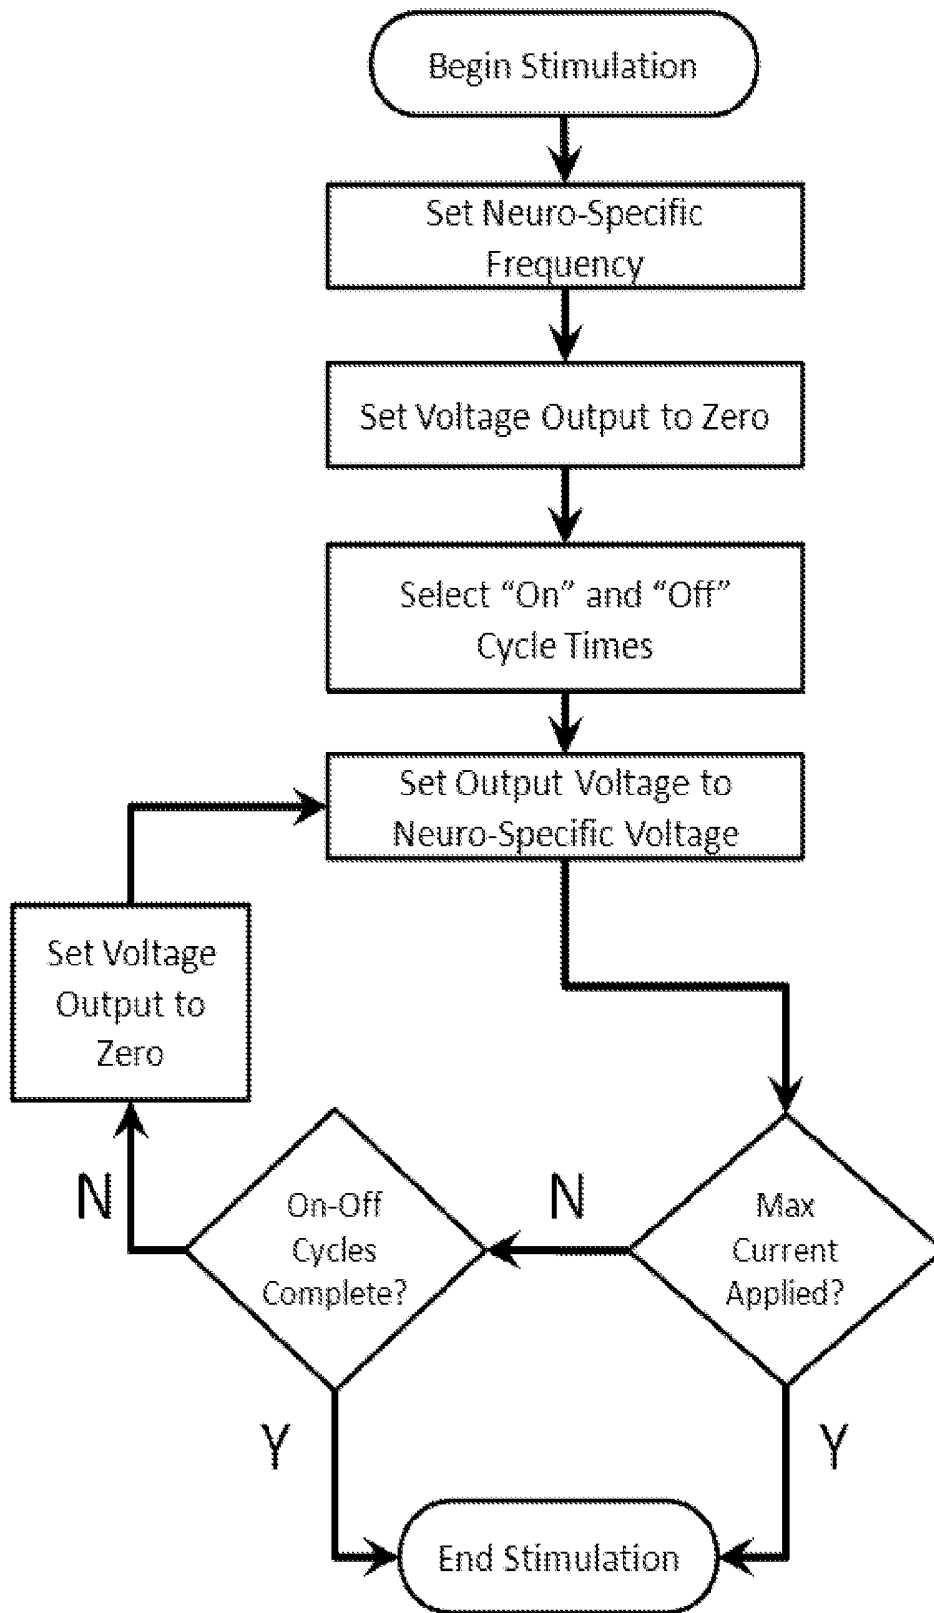 Begin Stimulation
Set Neuro-Specific
Frequency
Set Voltage Output to Zero
Select “On” and “Off”
Cycle Times
Set Output Voltage to
Neuro-Specific Voltage
Set Voltage
Output to
Zero
N
On-Off
Cycles
Complete?
N
Max
Current
Applied?
Y
Y
End Stimulation